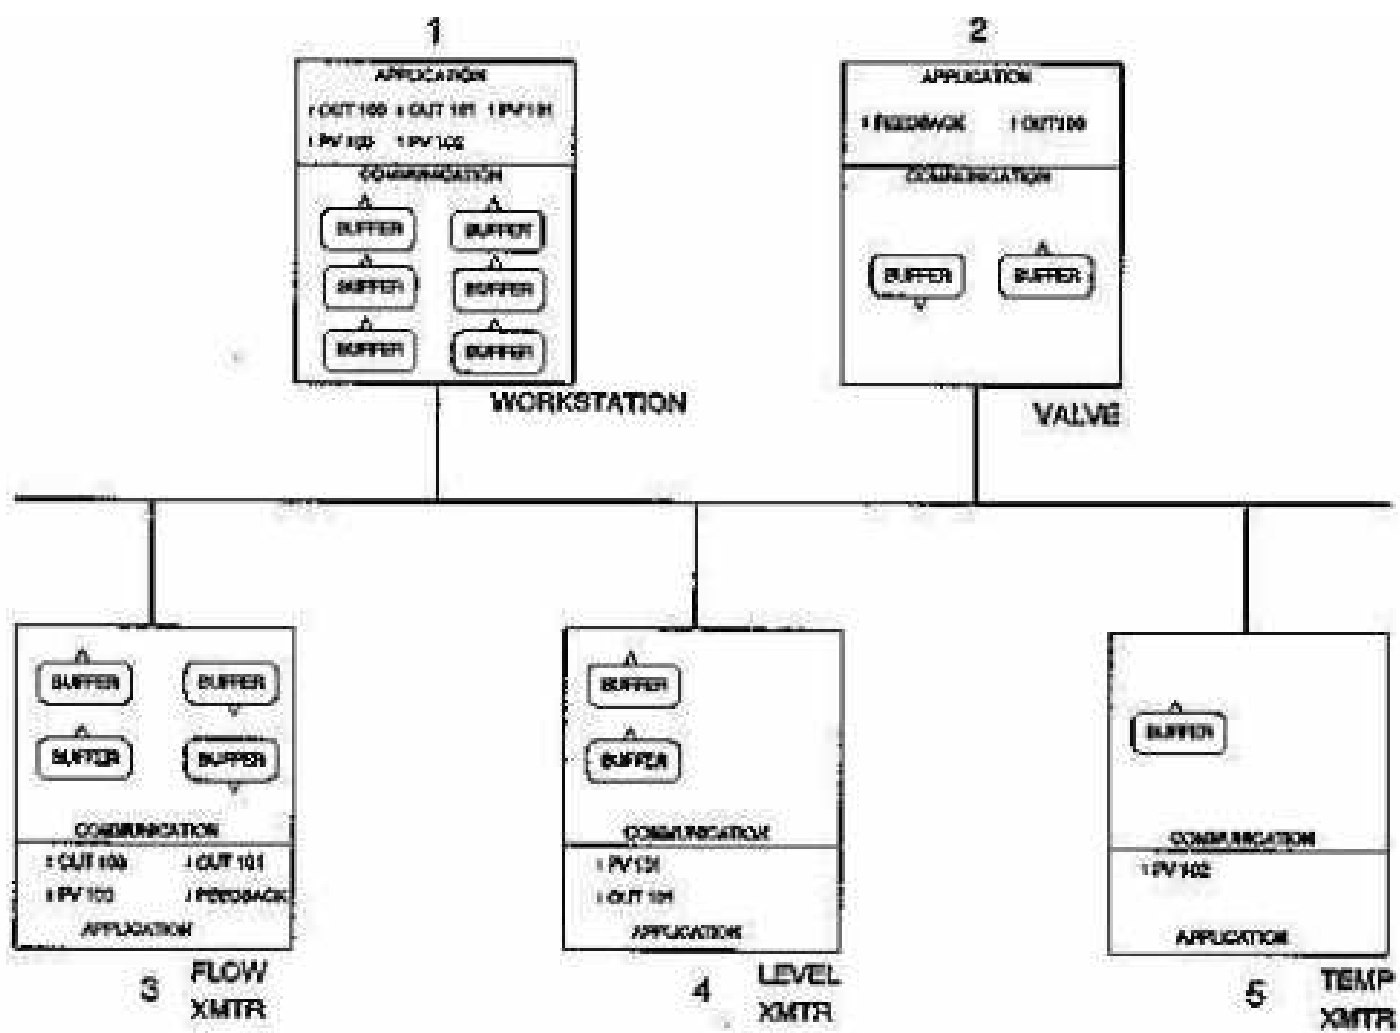 1
APPLICATION
OUT 100 OUT 101 PV 101
PV 100 PV 102
COMMUNICATION
BUFFER BUFFER
BUFFER BUFFER
BUFFER BUFFER
WORKSTATION
2
APPLICATION
FEEDBACK OUT 100
COMMUNICATION
BUFFER BUFFER
VALVE
BUFFER BUFFER
BUFFER BUFFER
COMMUNICATION
OUT 100 OUT 101
PV 100 FEEDBACK
APPLICATION
3 FLOW
XMTR
BUFFER
BUFFER
COMMUNICATION
PV 101
OUT 101
APPLICATION
4 LEVEL
XMTR
BUFFER
COMMUNICATION
PV 102
APPLICATION
5 TEMP
XMTR